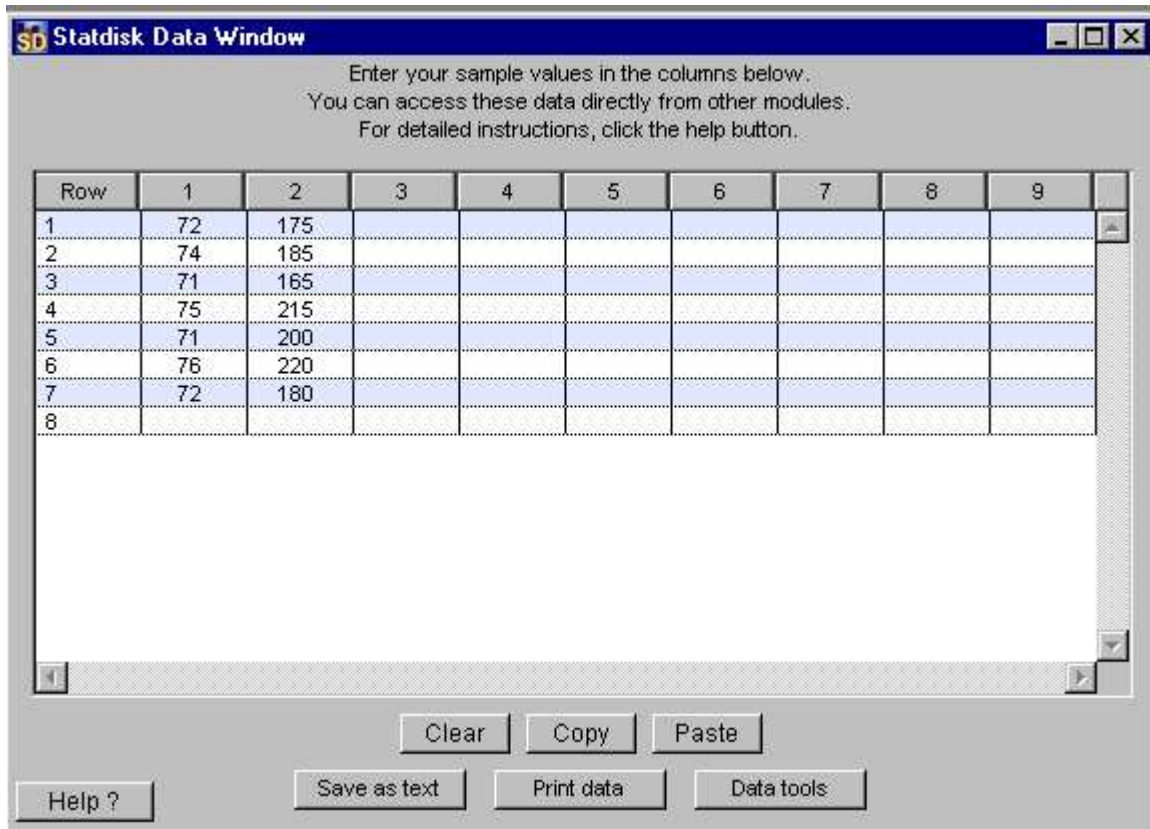 SD Statdisk Data Window
Enter your sample values in the columns below.
You can access these data directly from other modules.
For detailed instructions, click the help button.
Row 1 2 3 4 5 6 7 8 9
1 72 175
2 74 185
3 71 165
4 75 215
5 71 200
6 76 220
7 72 180
8
Clear Copy Paste
Help ? Save as text Print data Data tools